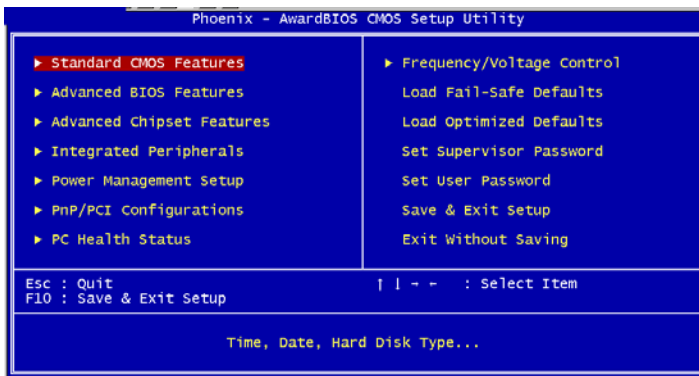 Phoenix - AwardBIOS CMOS Setup Utility
▶ Standard CMOS Features
▶ Advanced BIOS Features
▶ Advanced Chipset Features
▶ Integrated Peripherals
▶ Power Management Setup
▶ PnP/PCI Configurations
▶ PC Health Status
▶ Frequency/Voltage Control
Load Fail-Safe Defaults
Load Optimized Defaults
Set Supervisor Password
Set User Password
Save & Exit Setup
Exit Without Saving
Esc : Quit
F10 : Save & Exit Setup
↑ ↓ → ← : Select Item
Time, Date, Hard Disk Type...